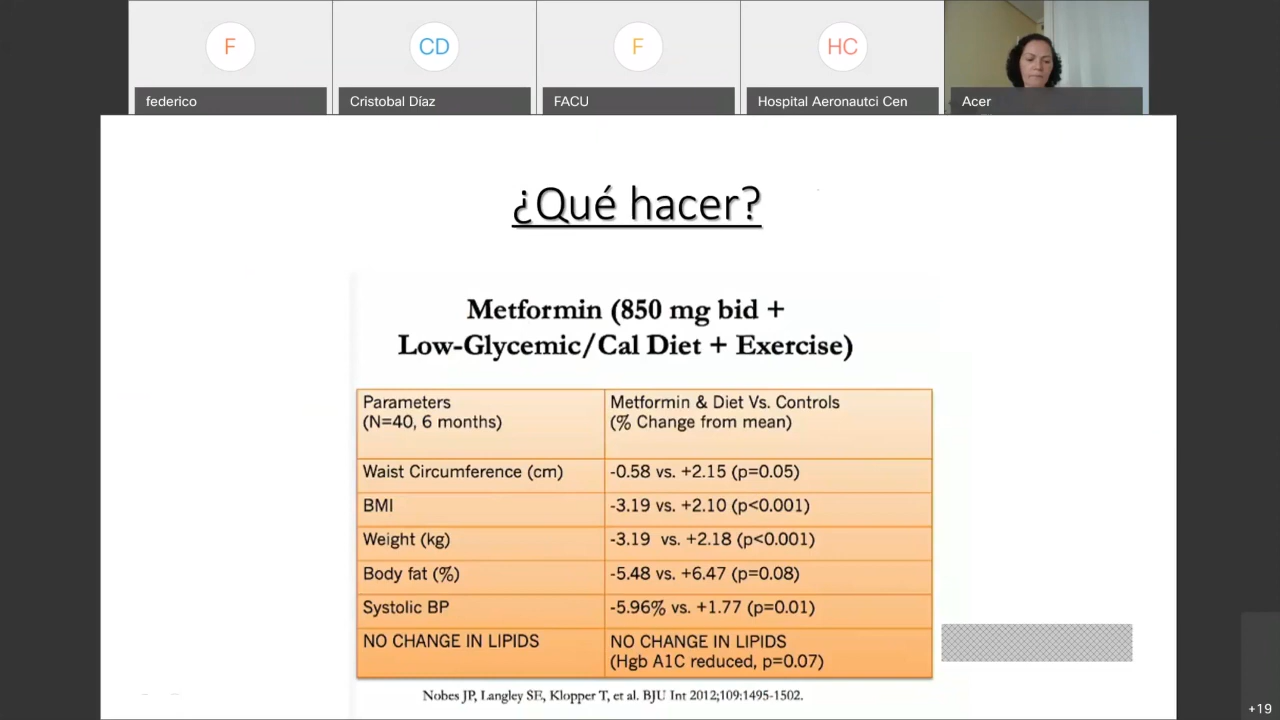 F
CD
F
HC
federico
Cristobal Díaz
FACU
Hospital Aeronautci Cen
Acer
¿Qué hacer?
Metformin (850 mg bid +
Low-Glycemic/Cal Diet + Exercise)
Parameters
(N=40, 6 months)
Metformin & Diet Vs. Controls
(% Change from mean)
Waist Circumference (cm)
-0.58 vs. +2.15 (p=0.05)
BMI
-3.19 vs. +2.10 (p<0.001)
Weight (kg)
-3.19 vs. +2.18 (p<0.001)
Body fat (%)
-5.48 vs. +6.47 (p=0.08)
Systolic BP
-5.96% vs. +1.77 (p=0.01)
NO CHANGE IN LIPIDS
NO CHANGE IN LIPIDS
(Hgb A1C reduced, p=0.07)
Nobes JP, Langley SE, Klopper T, et al. BJU Int 2012;109:1495-1502.
+19